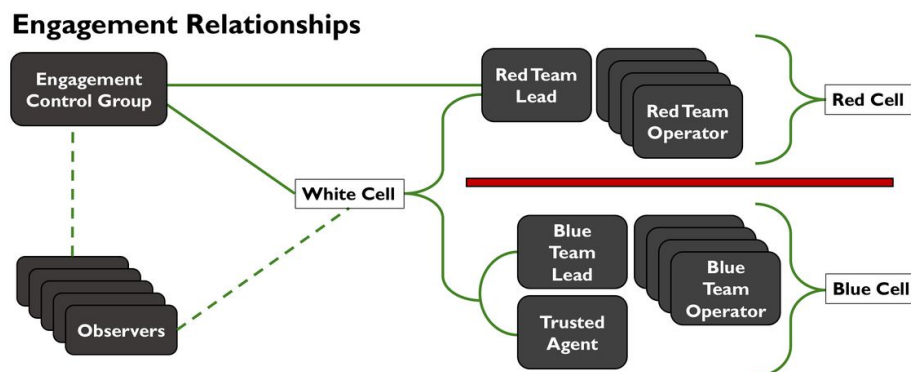 Engagement Relationships
Engagement
Control Group
Red Team
Lead
Red Team
Operator
Red Cell
White Cell
Blue
Team
Lead
Blue
Team
Operator
Blue Cell
Observers
Trusted
Agent